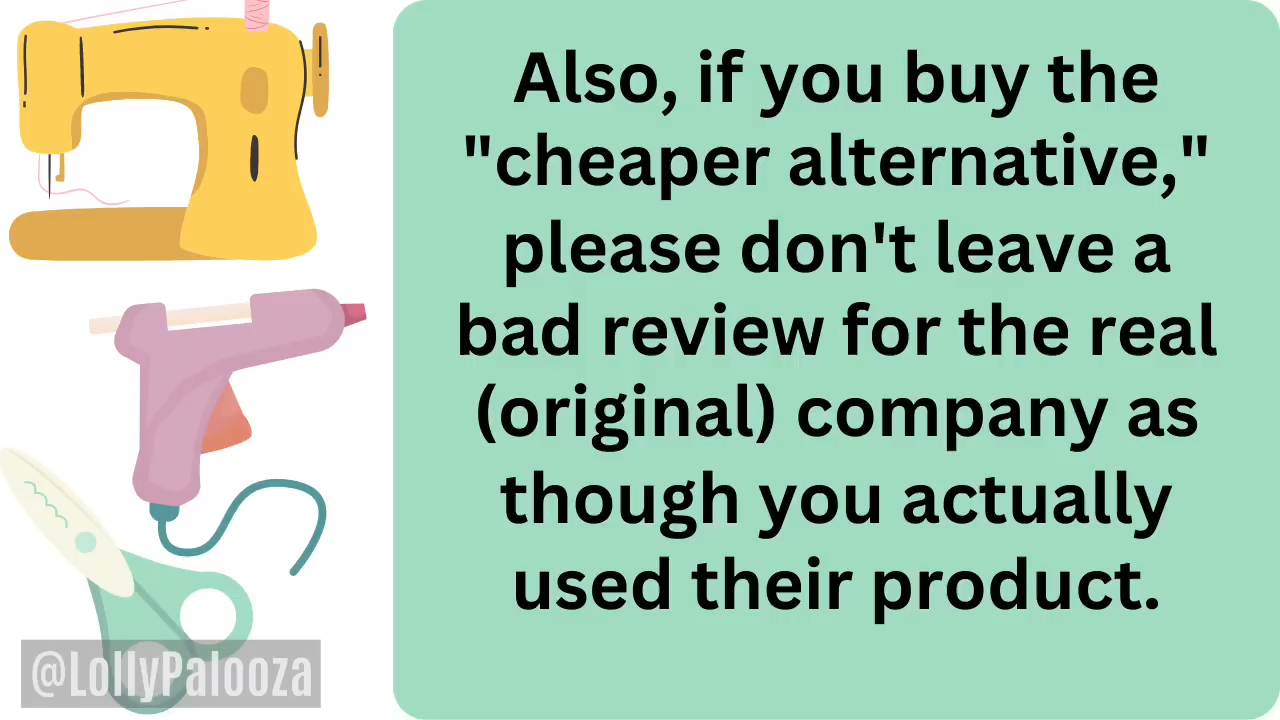 Also, if you buy the
"cheaper alternative,"
please don't leave a
bad review for the real
(original) company as
though you actually
used their product.
@LollyPalooza